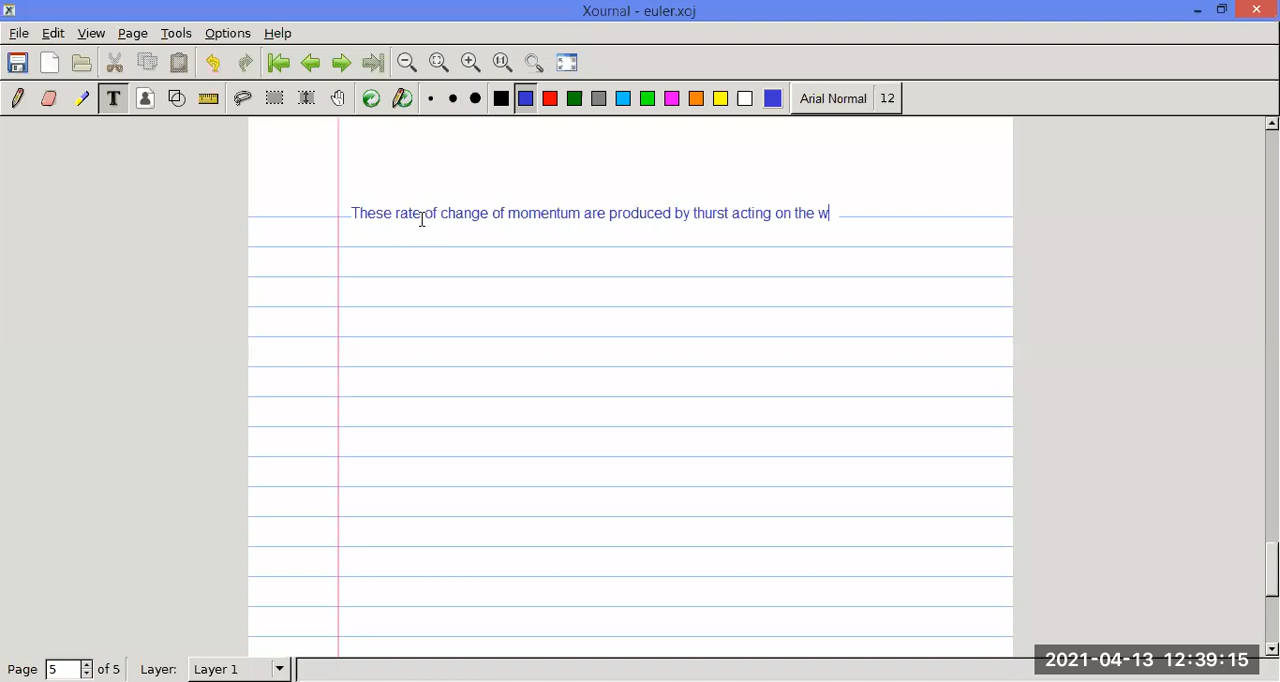 Xournal - euler.xoj
File Edit View Page Tools Options Help
T Arial Normal 12
These rate of change of momentum are produced by thurst acting on the w
Page 5 of 5 Layer: Layer 1
2021-04-13 12:39:15